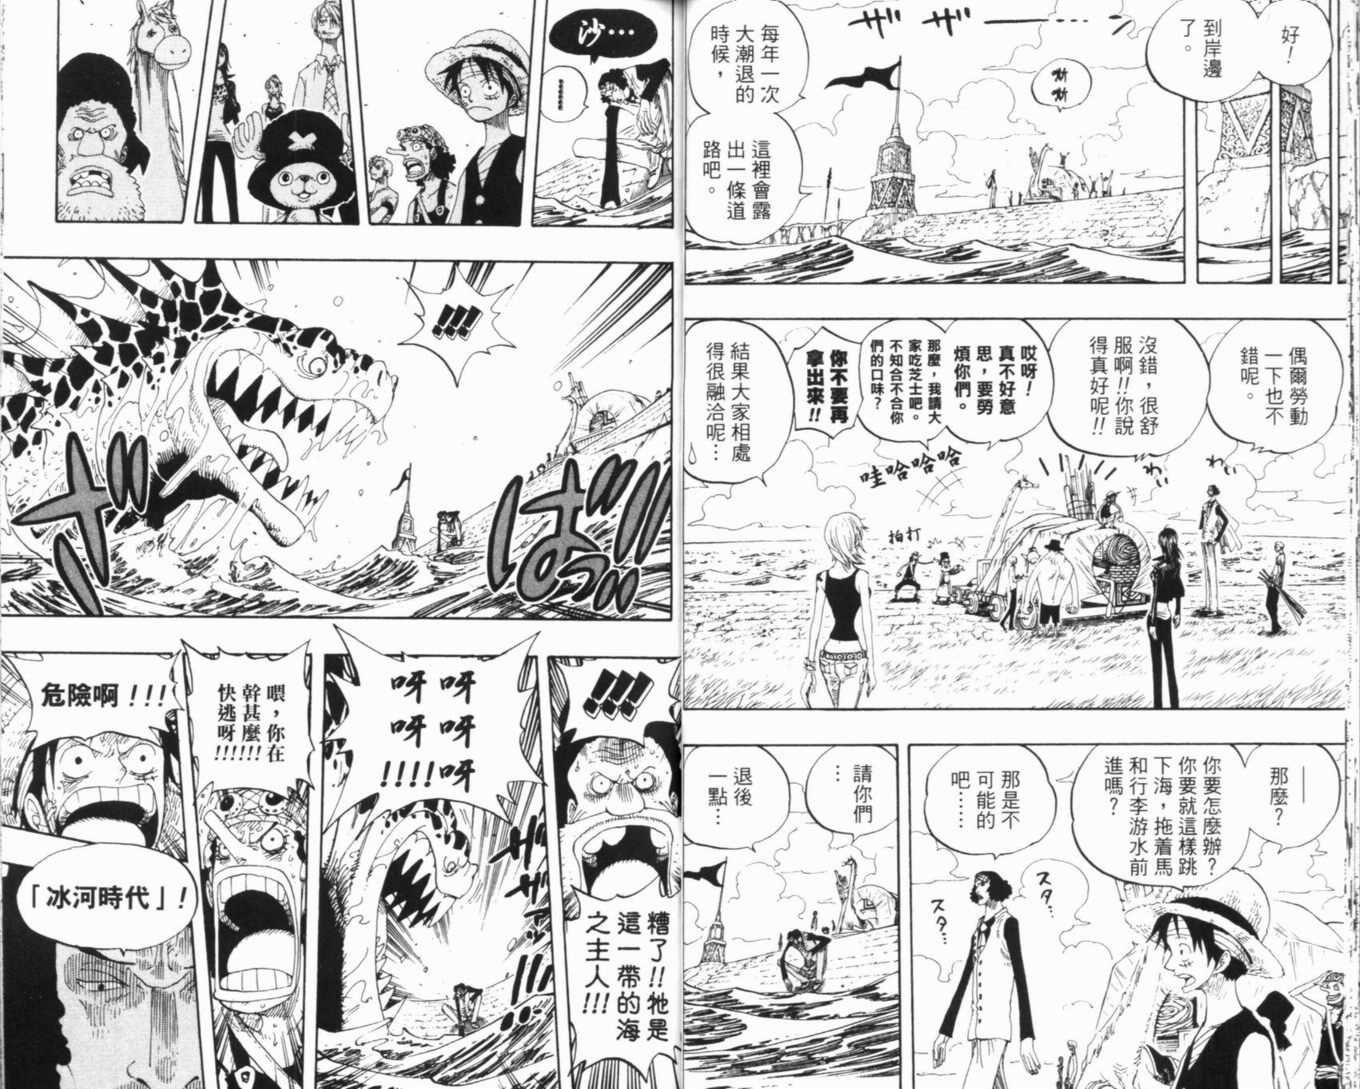 好！
到岸邊
了。
嘶
嘶
ザザーー
每年一次
大潮退的
時候，
這裡會露
出一條道
路吧。
偶爾勞動
一下也不
錯呢。
沒錯，很舒
服啊!!你說
得真好呢!!
哎呀！
真不好意
思，要勞
煩你們。
那麼，我請大
家吃芝士吧。
不知合不合你
們的口味？
你不要再
拿出來!!
結果大家相處
得很融洽呢…
哇哈哈哈
拍打
わい
わい
——
那麼？
你要怎麼辦？
你要就這樣跳
下海，拖着馬
和行李游水前
進嗎？
那是不
可能的
吧……
スタ…
スタ…
請你們
…
退後
一點…
沙…
………
!!!
ザ
ばっ!!
!!!
糟了!!牠是
這一帶的海
之主人!!!
呀呀
呀呀
!!!!呀
喂，你在
幹甚麼!
快逃呀!!!!!!
危險啊!!!
「冰河時代」!